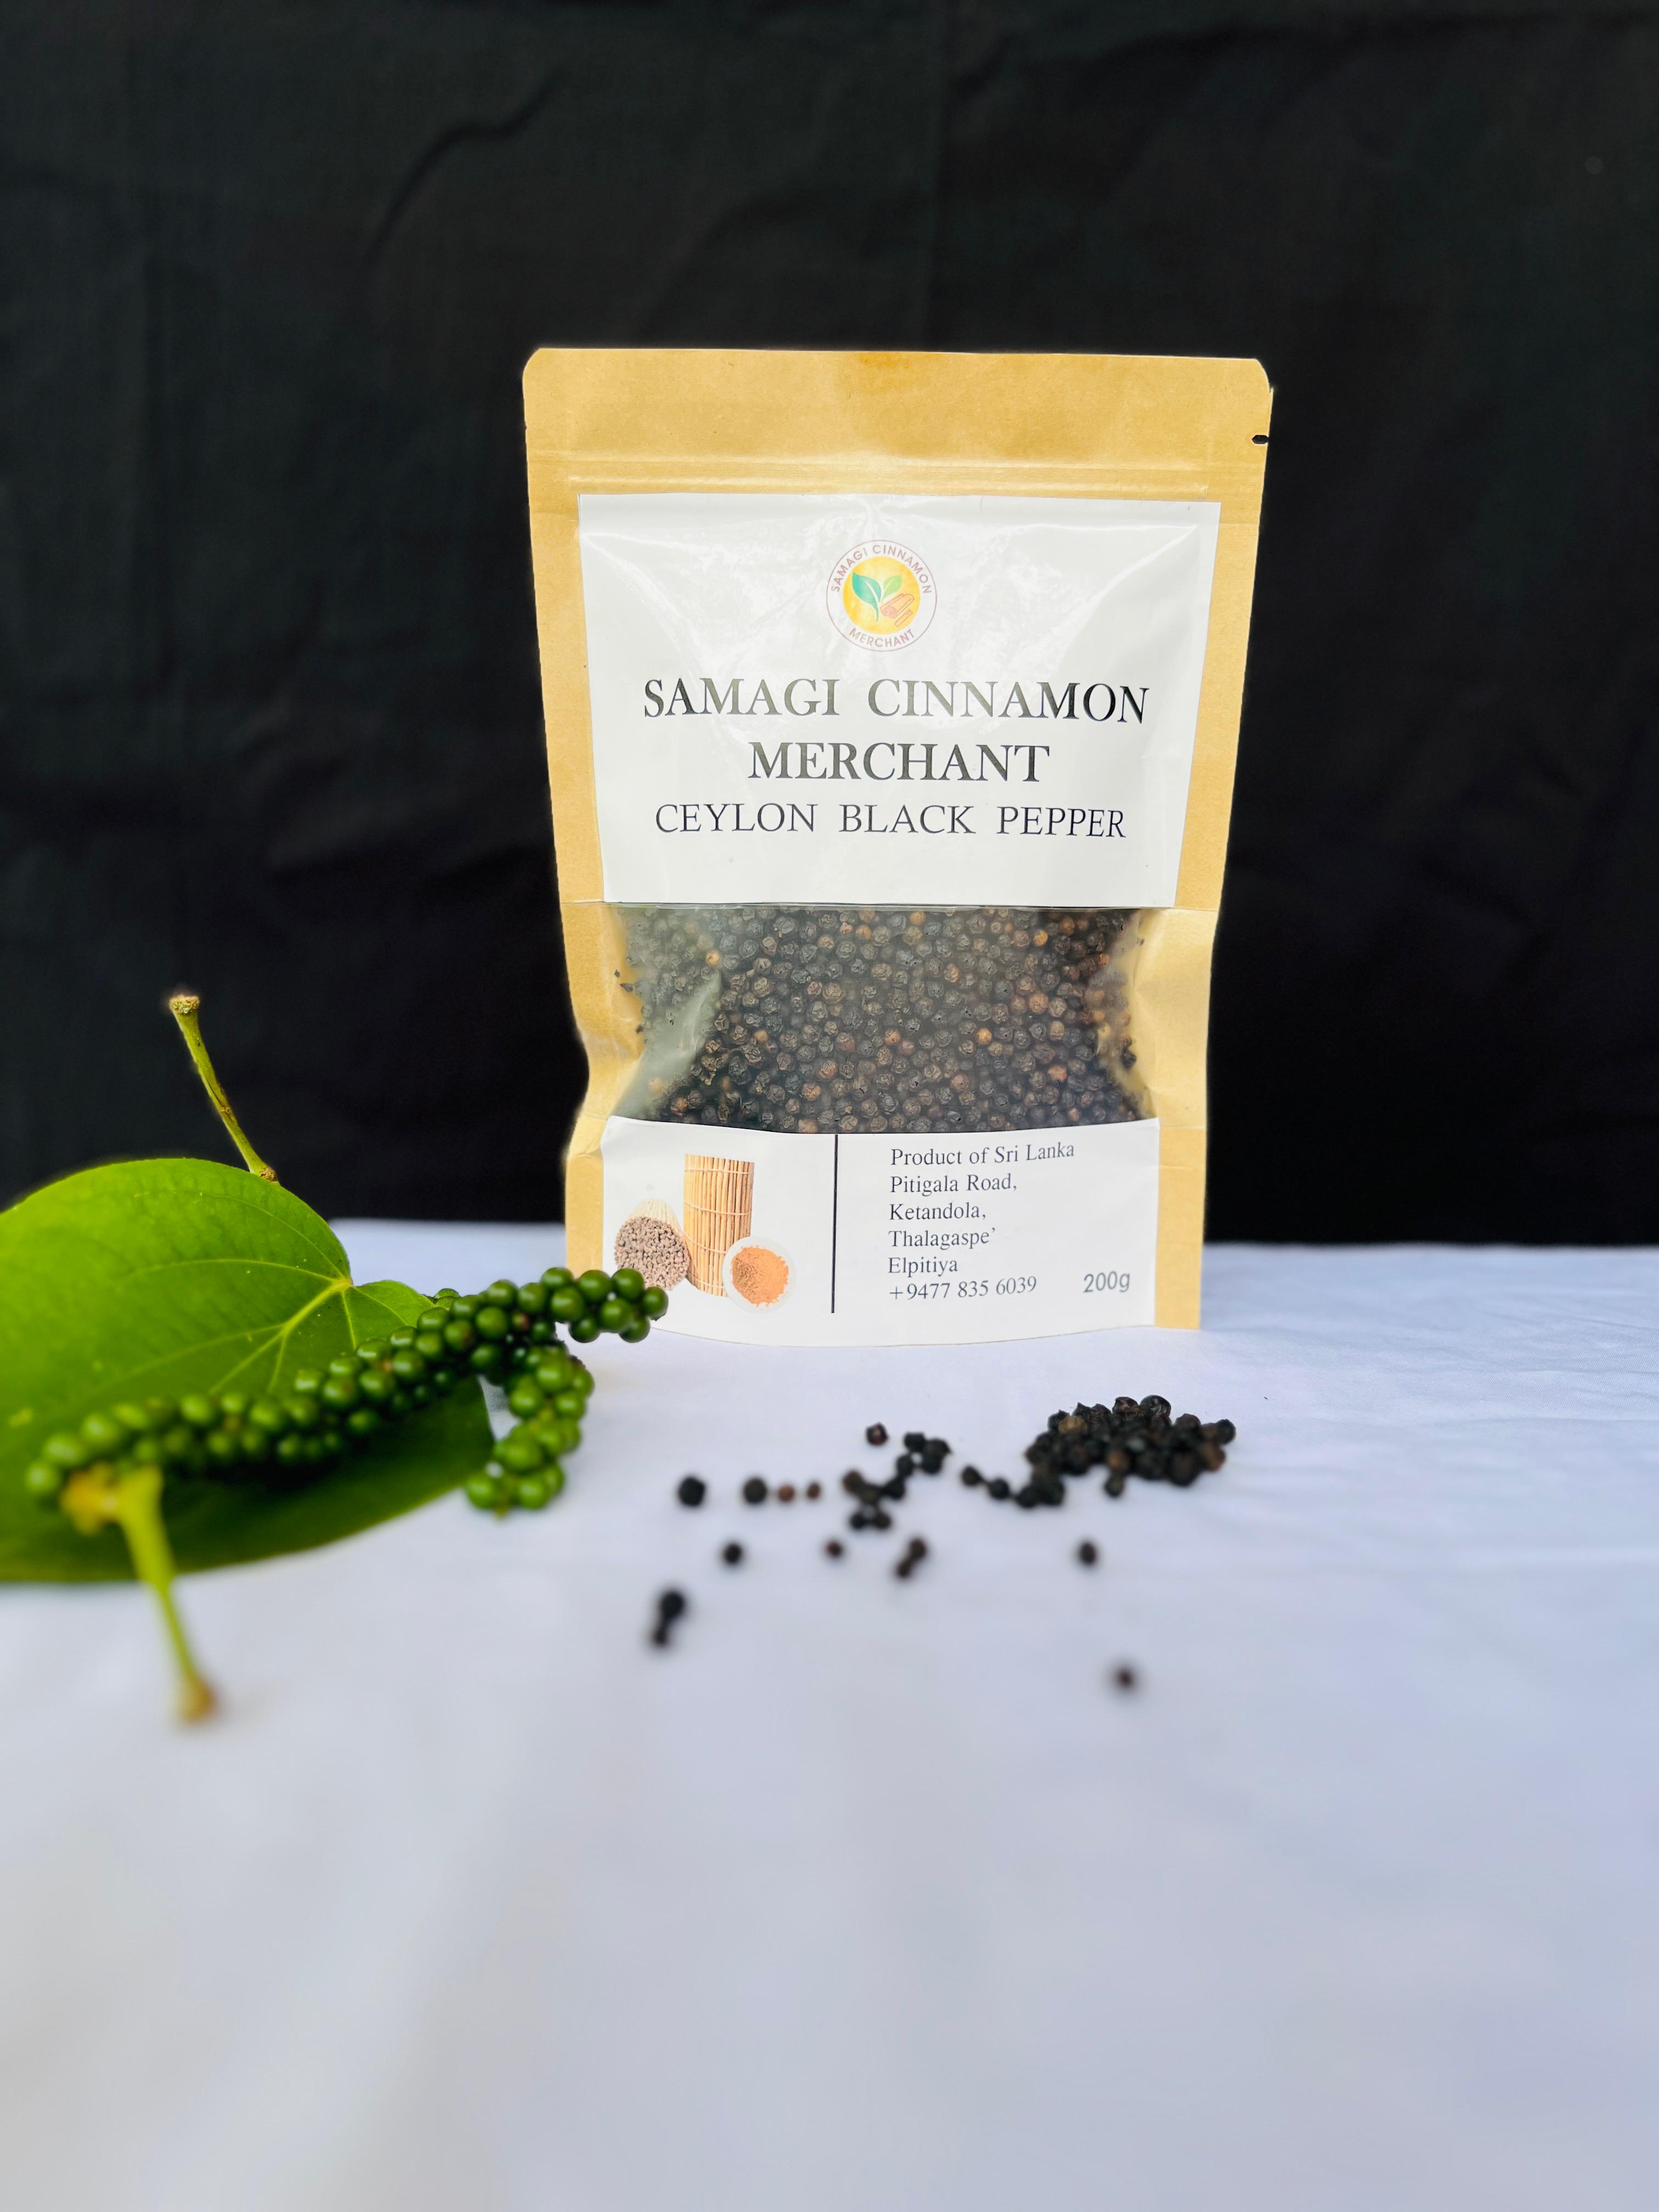 SAMAGI CINNAMON
MERCHANT
SAMAGI CINNAMON
MERCHANT
CEYLON BLACK PEPPER
Product of Sri Lanka
Pitigala Road,
Ketandola,
Thalagaspe'
Elpitiya
+9477 835 6039
200g